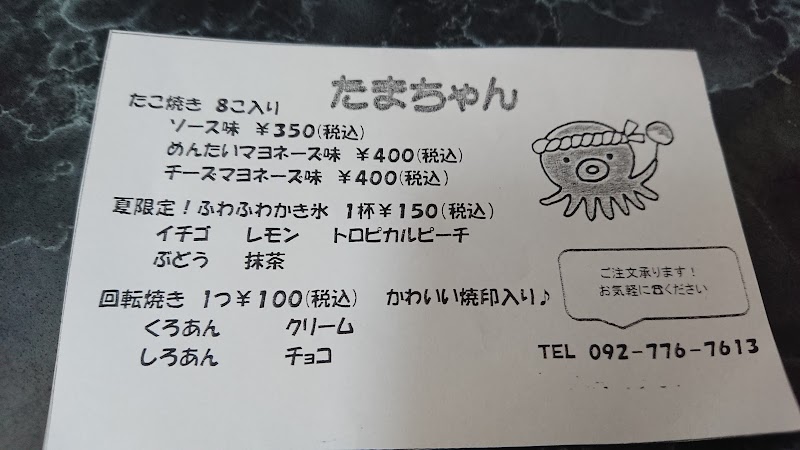 たまちゃん
たこ焼き 8こ入り
ソース味 ¥350(税込)
めんたいマヨネーズ味 ¥400(税込)
チーズマヨネーズ味 ¥400(税込)
夏限定!ふわふわかき氷 1杯¥150(税込)
イチゴ レモン トロピカルピーチ
ぶどう 抹茶
回転焼き 1つ¥100(税込) かわいい焼印入り♪
くろあん クリーム
しろあん チョコ
ご注文承ります!
お気軽に☎ください
TEL 092-776-7613